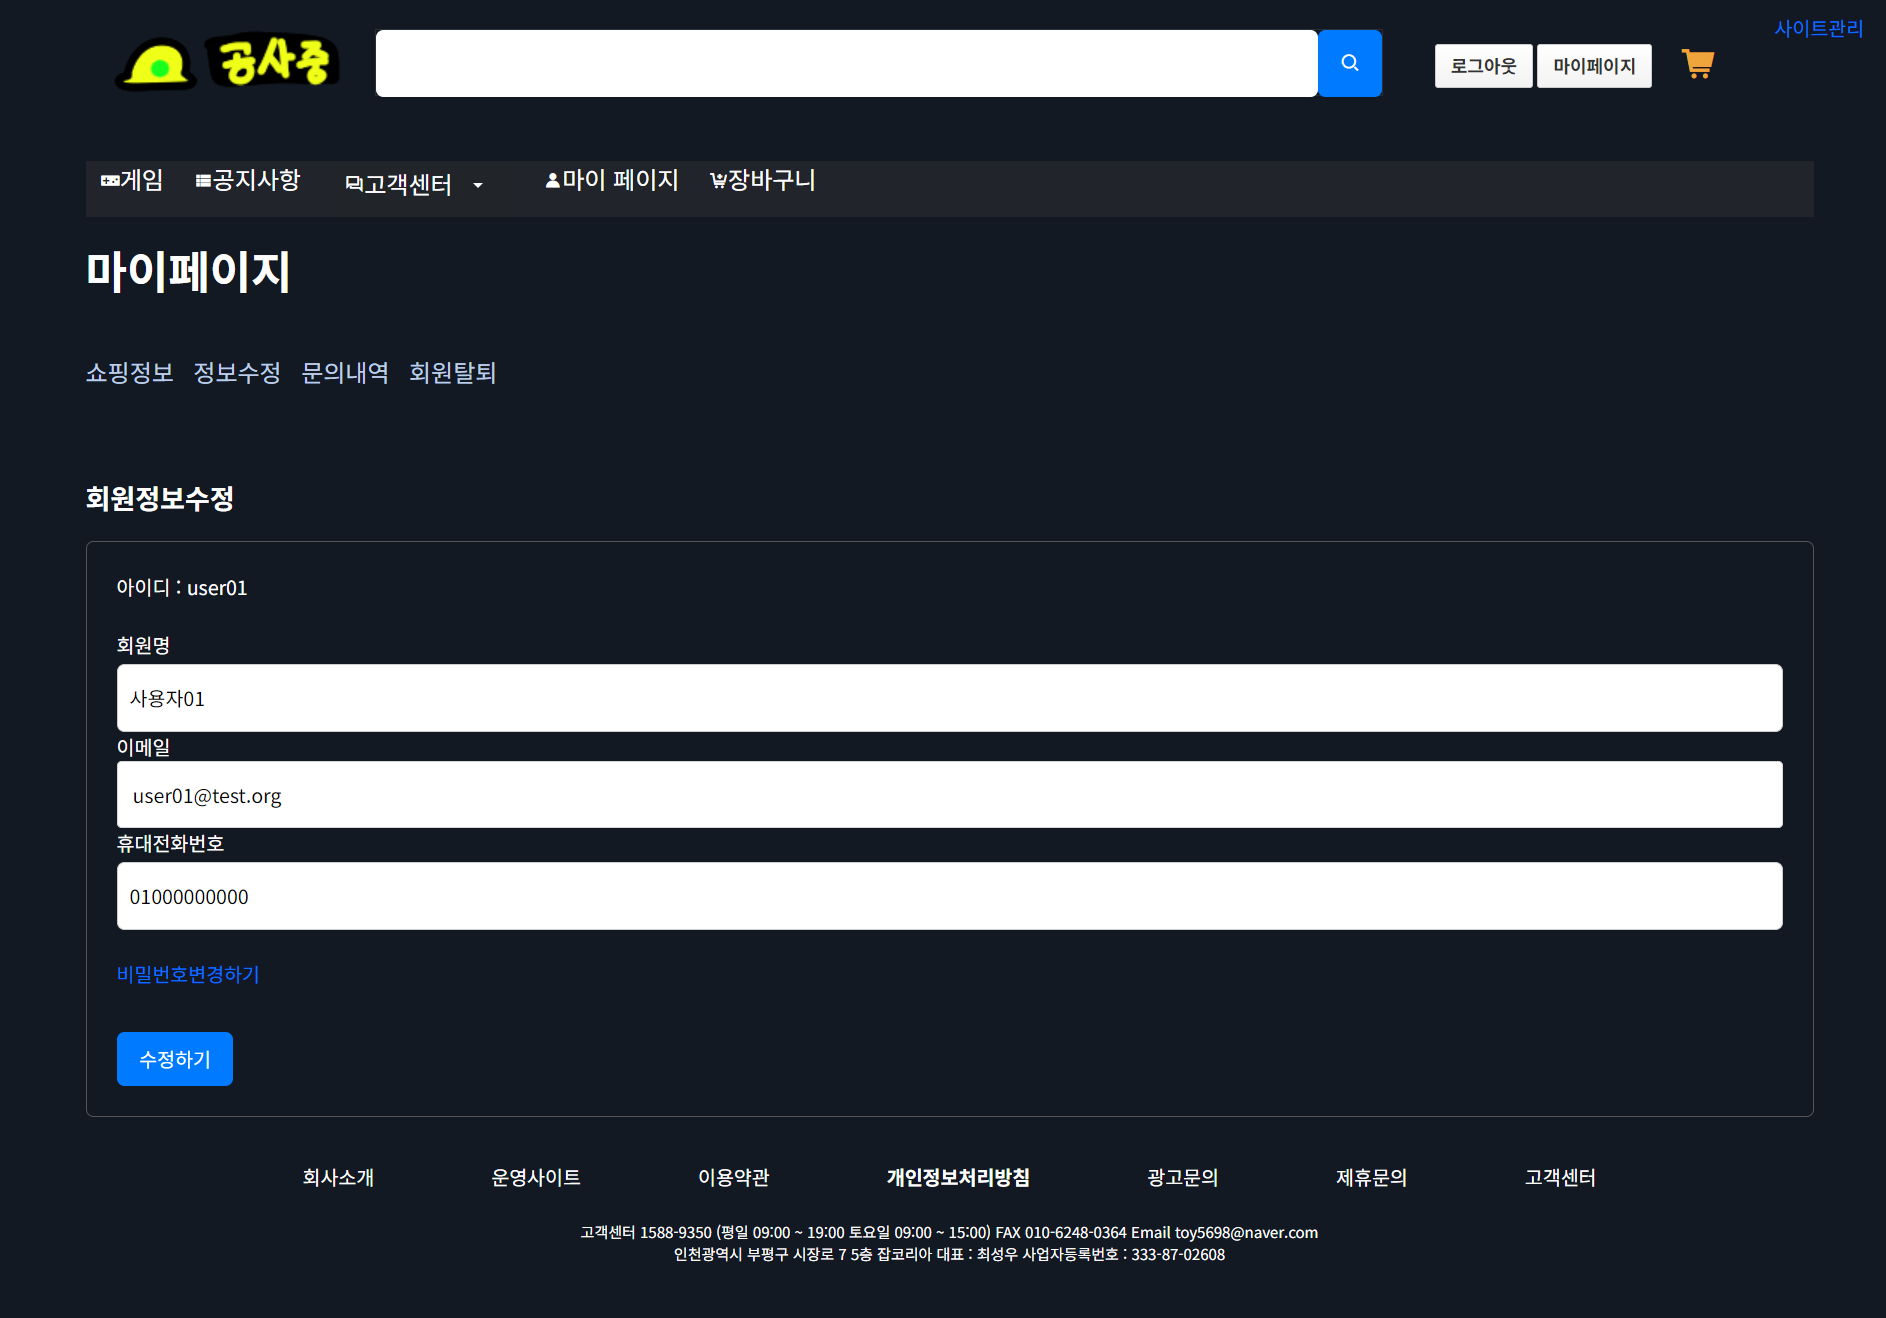 사이트관리
공사중
로그아웃 마이페이지
게임 공지사항 고객센터 마이 페이지 장바구니
마이페이지
쇼핑정보 정보수정 문의내역 회원탈퇴
회원정보수정
아이디 : user01
회원명
사용자01
이메일
user01@test.org
휴대전화번호
01000000000
비밀번호변경하기
수정하기
회사소개 운영사이트 이용약관 개인정보처리방침 광고문의 제휴문의 고객센터
고객센터 1588-9350 (평일 09:00 ~ 19:00 토요일 09:00 ~ 15:00) FAX 010-6248-0364 Email toy5698@naver.com
인천광역시 부평구 시장로 7 5층 잡코리아 대표 : 최성우 사업자등록번호 : 333-87-02608